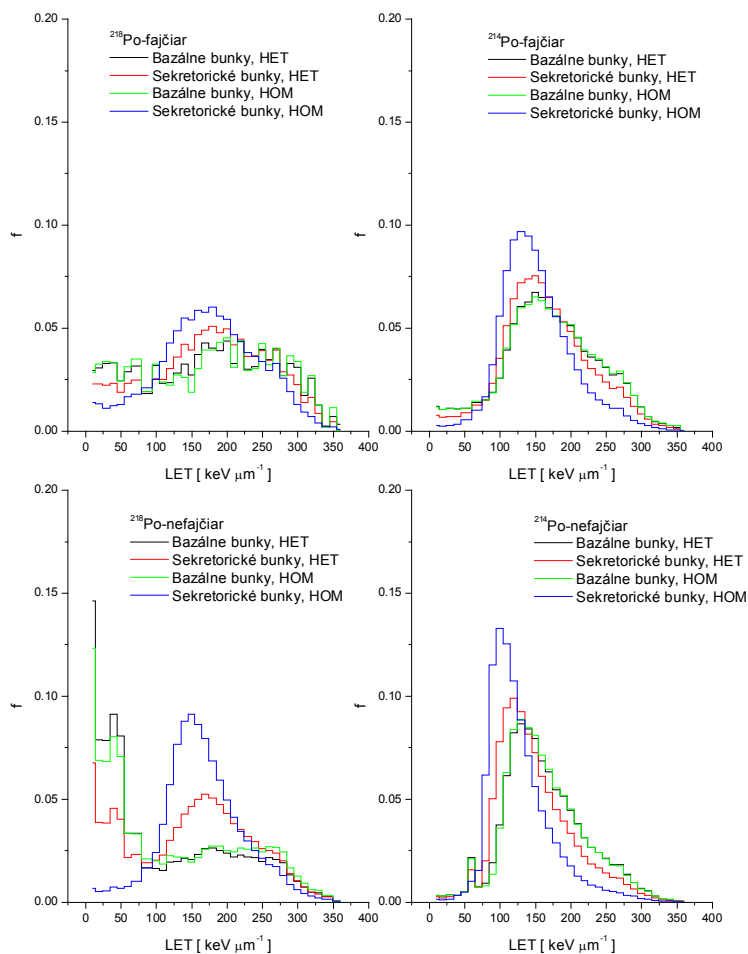 ²¹⁸Po-fajčiar
Bazálne bunky, HET
Sekretorické bunky, HET
Bazálne bunky, HOM
Sekretorické bunky, HOM
0.20
0.15
0.10
0.05
0.00
f
0 50 100 150 200 250 300 350 400
LET [ keV μm⁻¹]
²¹⁴Po-fajčiar
Bazálne bunky, HET
Sekretorické bunky, HET
Bazálne bunky, HOM
Sekretorické bunky, HOM
0.20
0.15
0.10
0.05
0.00
f
0 50 100 150 200 250 300 350 400
LET [ keV μm⁻¹]
²¹⁸Po-nefajčiar
Bazálne bunky, HET
Sekretorické bunky, HET
Bazálne bunky, HOM
Sekretorické bunky, HOM
0.20
0.15
0.10
0.05
0.00
f
0 50 100 150 200 250 300 350 400
LET [ keV μm⁻¹]
²¹⁴Po-nefajčiar
Bazálne bunky, HET
Sekretorické bunky, HET
Bazálne bunky, HOM
Sekretorické bunky, HOM
0.20
0.15
0.10
0.05
0.00
f
0 50 100 150 200 250 300 350 400
LET [ keV μm⁻¹]